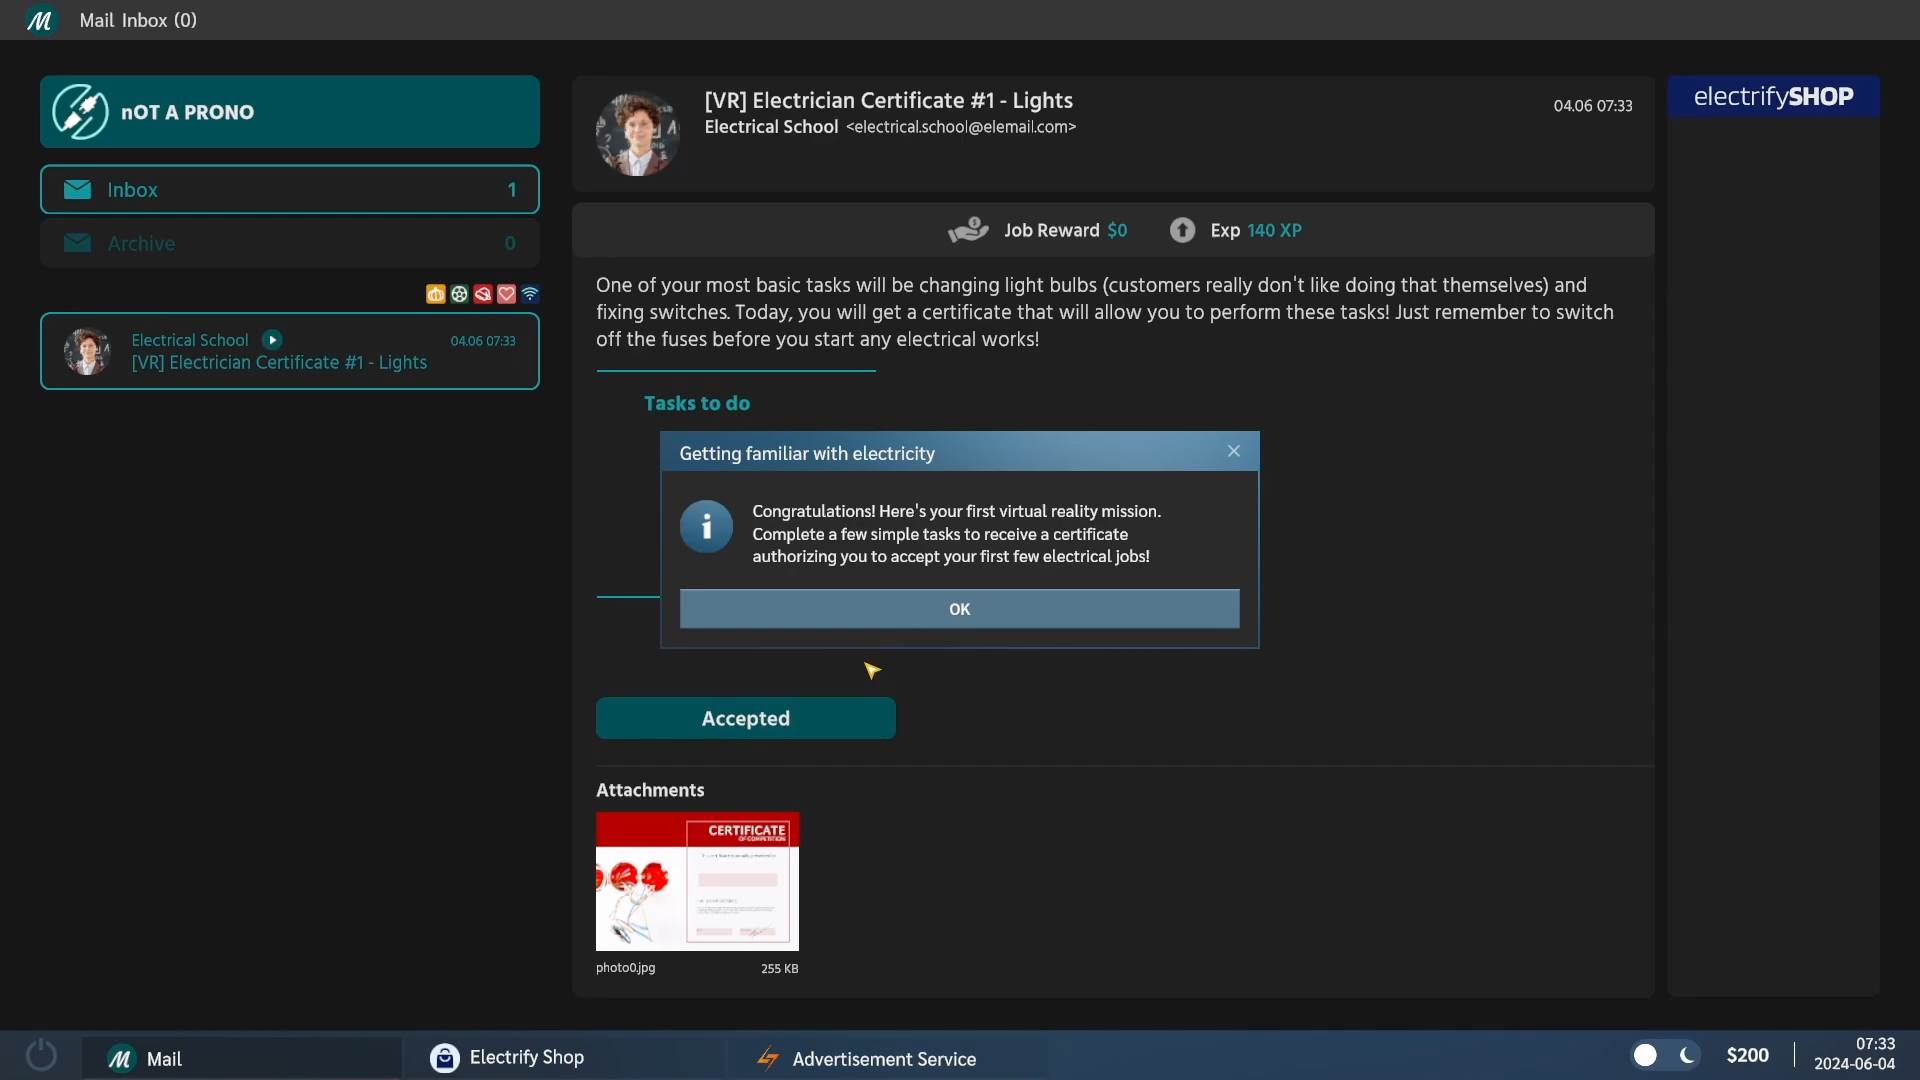 Mail Inbox (0)
nOT A PRONO
Inbox 1
Archive 0
Electrical School 04.06 07:33
[VR] Electrician Certificate #1 - Lights
[VR] Electrician Certificate #1 - Lights
Electrical School <electrical.school@elemail.com>
04.06 07:33
Job Reward $0 Exp 140 XP
One of your most basic tasks will be changing light bulbs (customers really don't like doing that themselves) and
fixing switches. Today, you will get a certificate that will allow you to perform these tasks! Just remember to switch
off the fuses before you start any electrical works!
Tasks to do
Getting familiar with electricity
Congratulations! Here's your first virtual reality mission.
Complete a few simple tasks to receive a certificate
authorizing you to accept your first few electrical jobs!
OK
Accepted
Attachments
CERTIFICATE
OF COMPETITION
photo0.jpg 255 KB
electrifySHOP
Mail
Electrify Shop
Advertisement Service
$200
07:33
2024-06-04